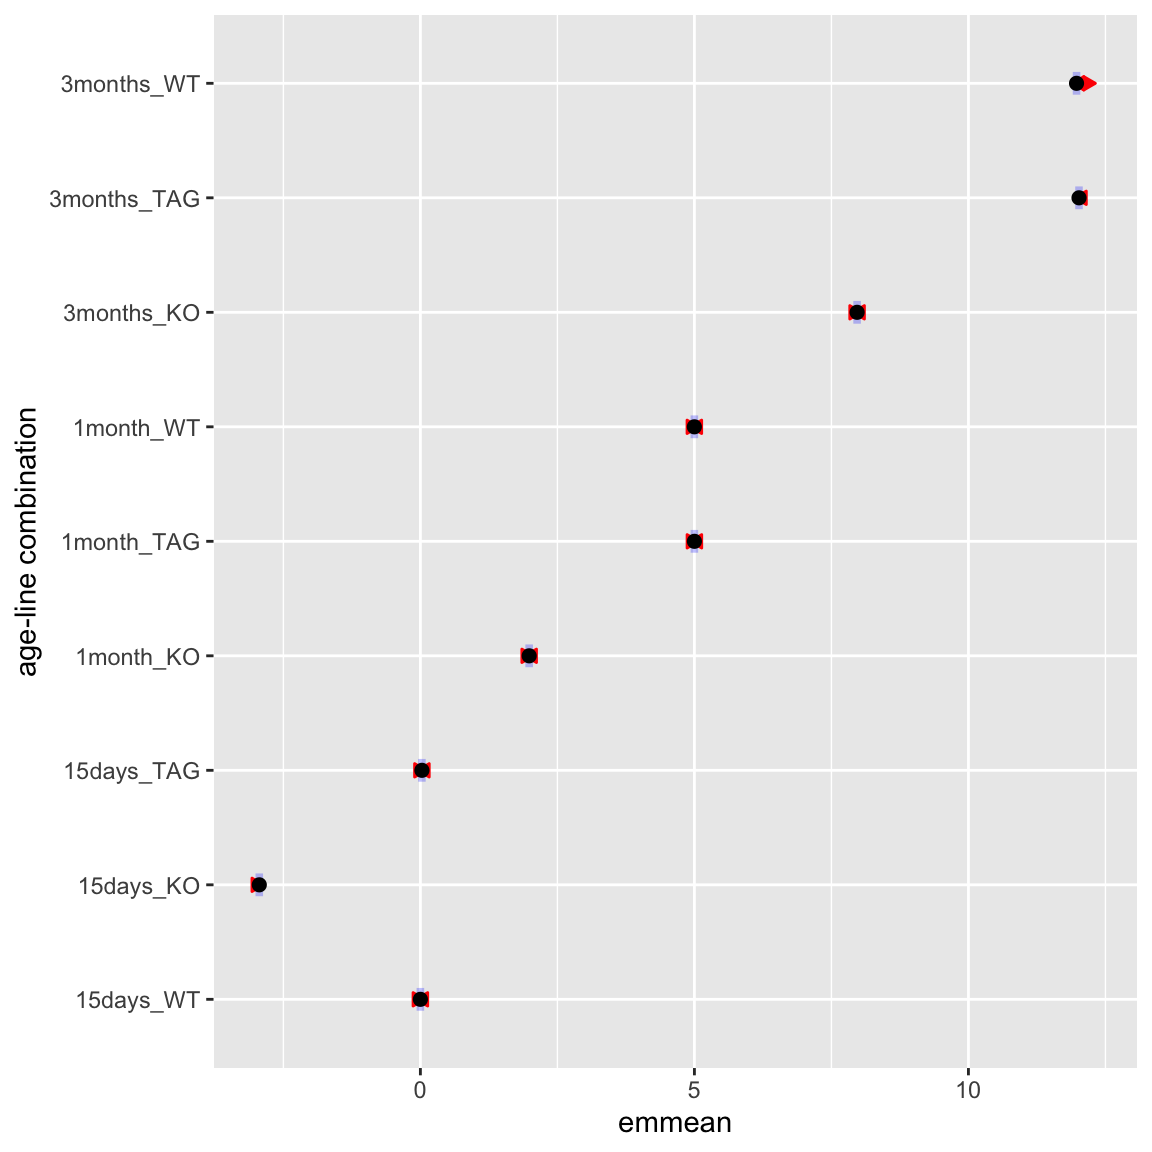 3months_WT
3months_TAG
3months_KO
1month_WT
1month_TAG
1month_KO
15days_TAG
15days_KO
15days_WT
age-line combination
0 5 10
emmean